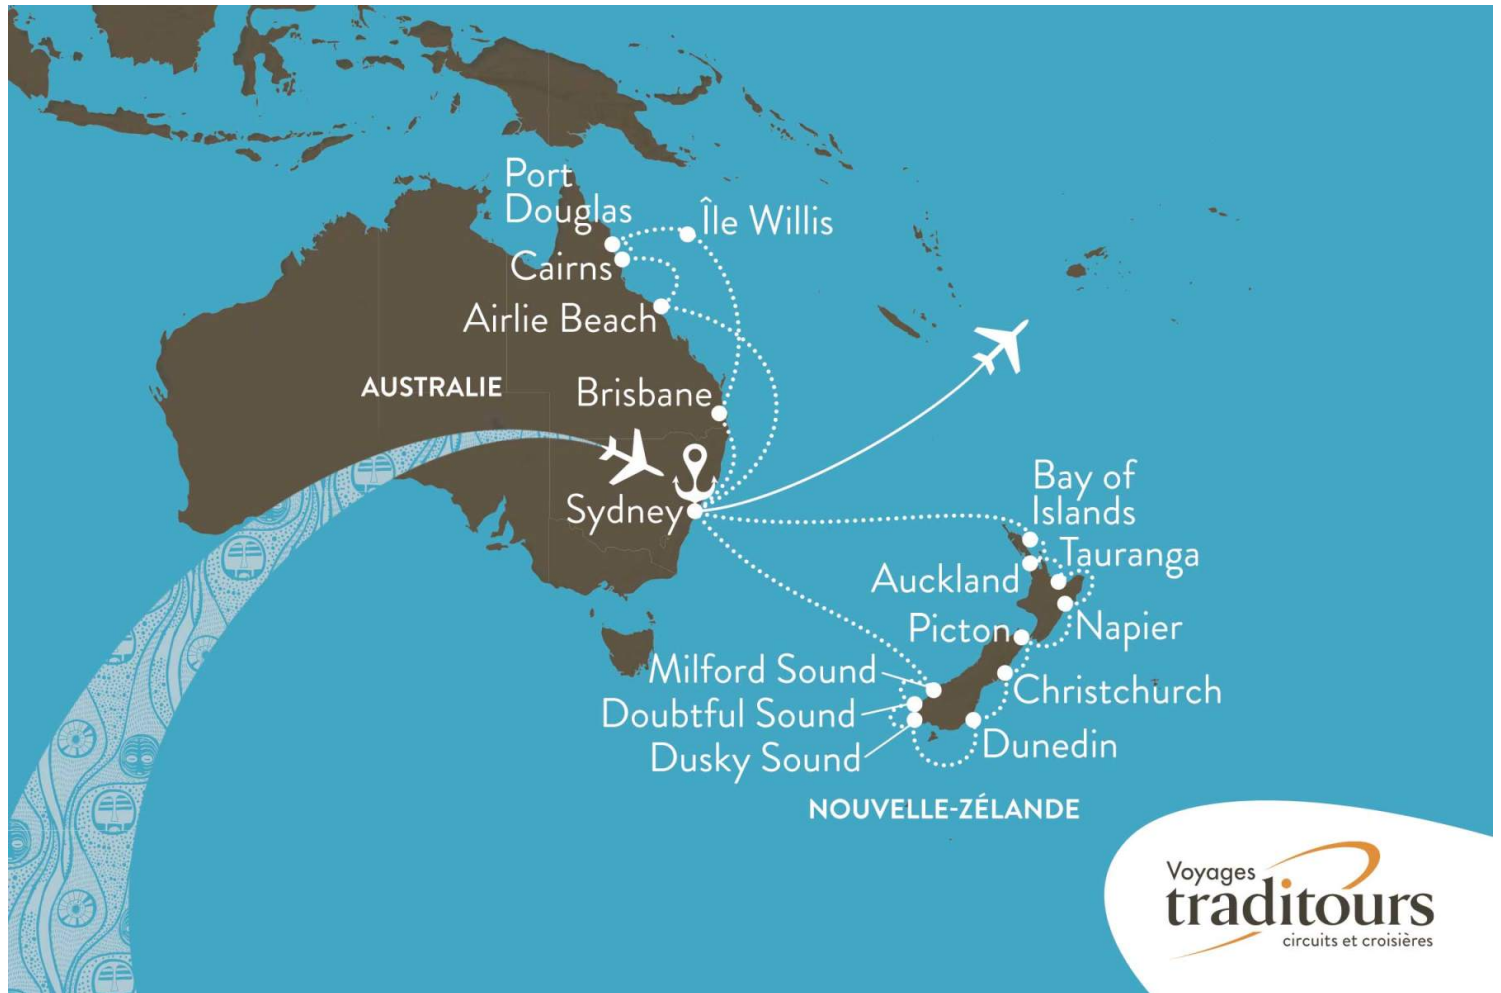 Port
Douglas
Île Willis
Cairns
Airlie Beach
AUSTRALIE
Brisbane
Sydney
Bay of
Islands
Tauranga
Auckland
Picton
Napier
Milford Sound
Christchurch
Doubtful Sound
Dunedin
Dusky Sound
NOUVELLE-ZÉLANDE
Voyages
traditours
circuits et croisières